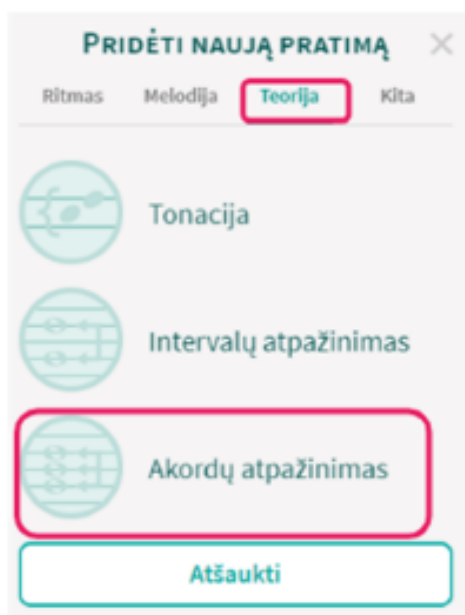 PRIDĖTI NAUJĄ PRATIMĄ
Ritmas Melodija Teorija Kita
Tonacija
Intervalų atpažinimas
Akordų atpažinimas
Atšaukti